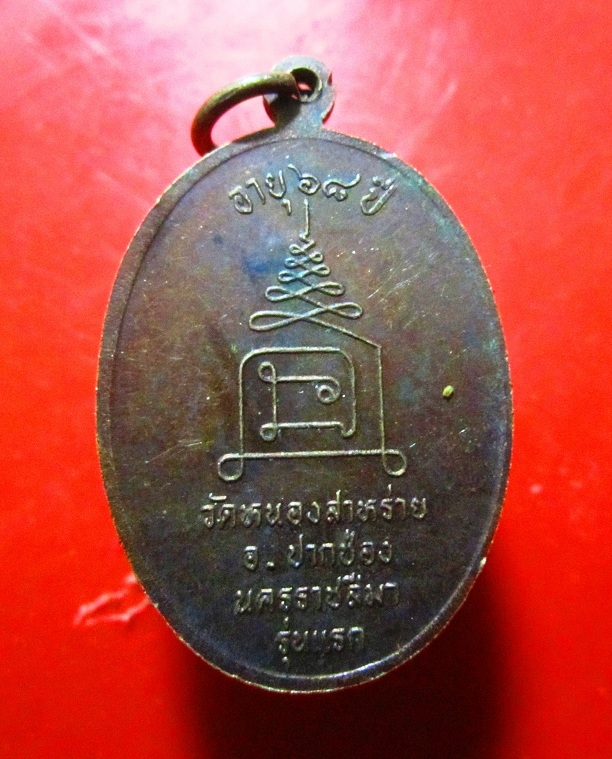 อายุ ๖๘ ปี
วัดหนองสาหร่าย
อ. ปากช่อง
นครราชสีมา
รุ่นแรก